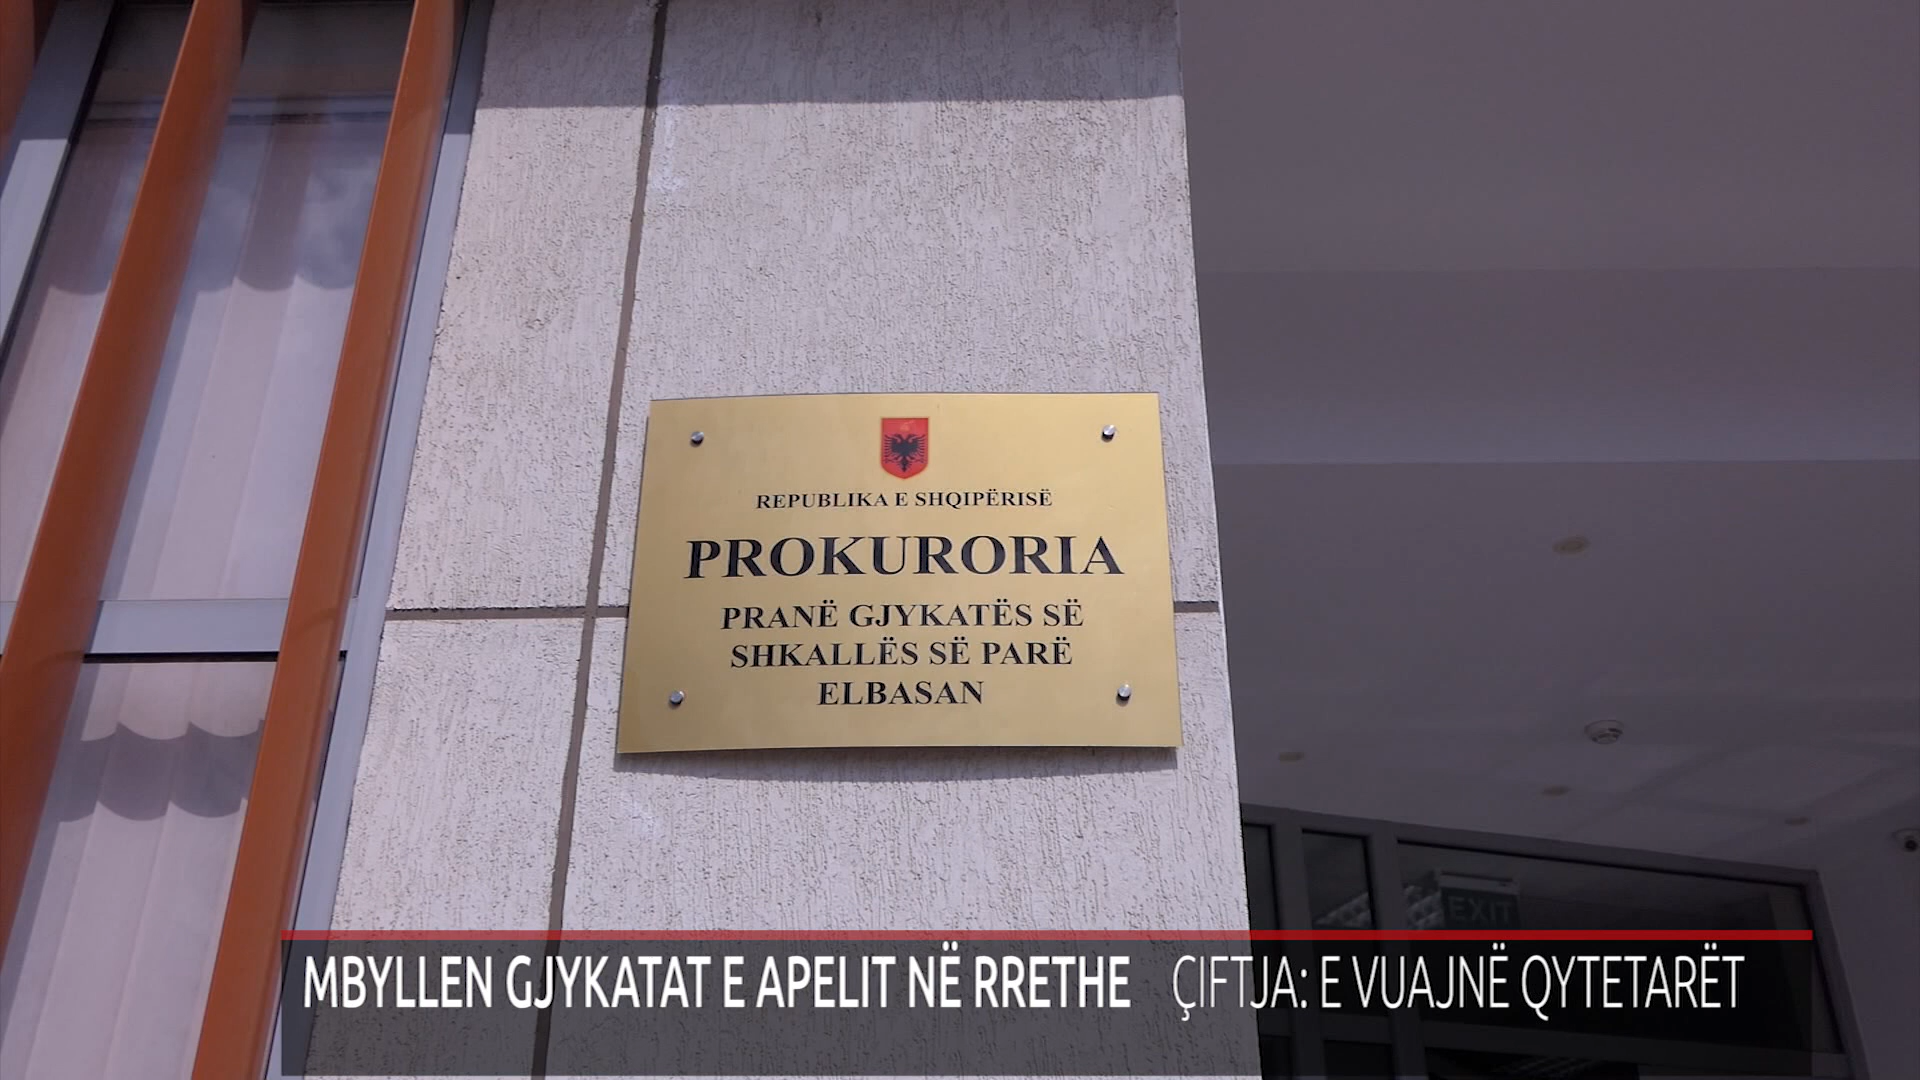 REPUBLIKA E SHQIPËRISË
PROKURORIA
PRANË GJYKATËS SË
SHKALLËS SË PARË
ELBASAN
EXIT
MBYLLEN GJYKATAT E APELIT NË RRETHE ÇIFTJA: E VUAJNË QYTETARËT